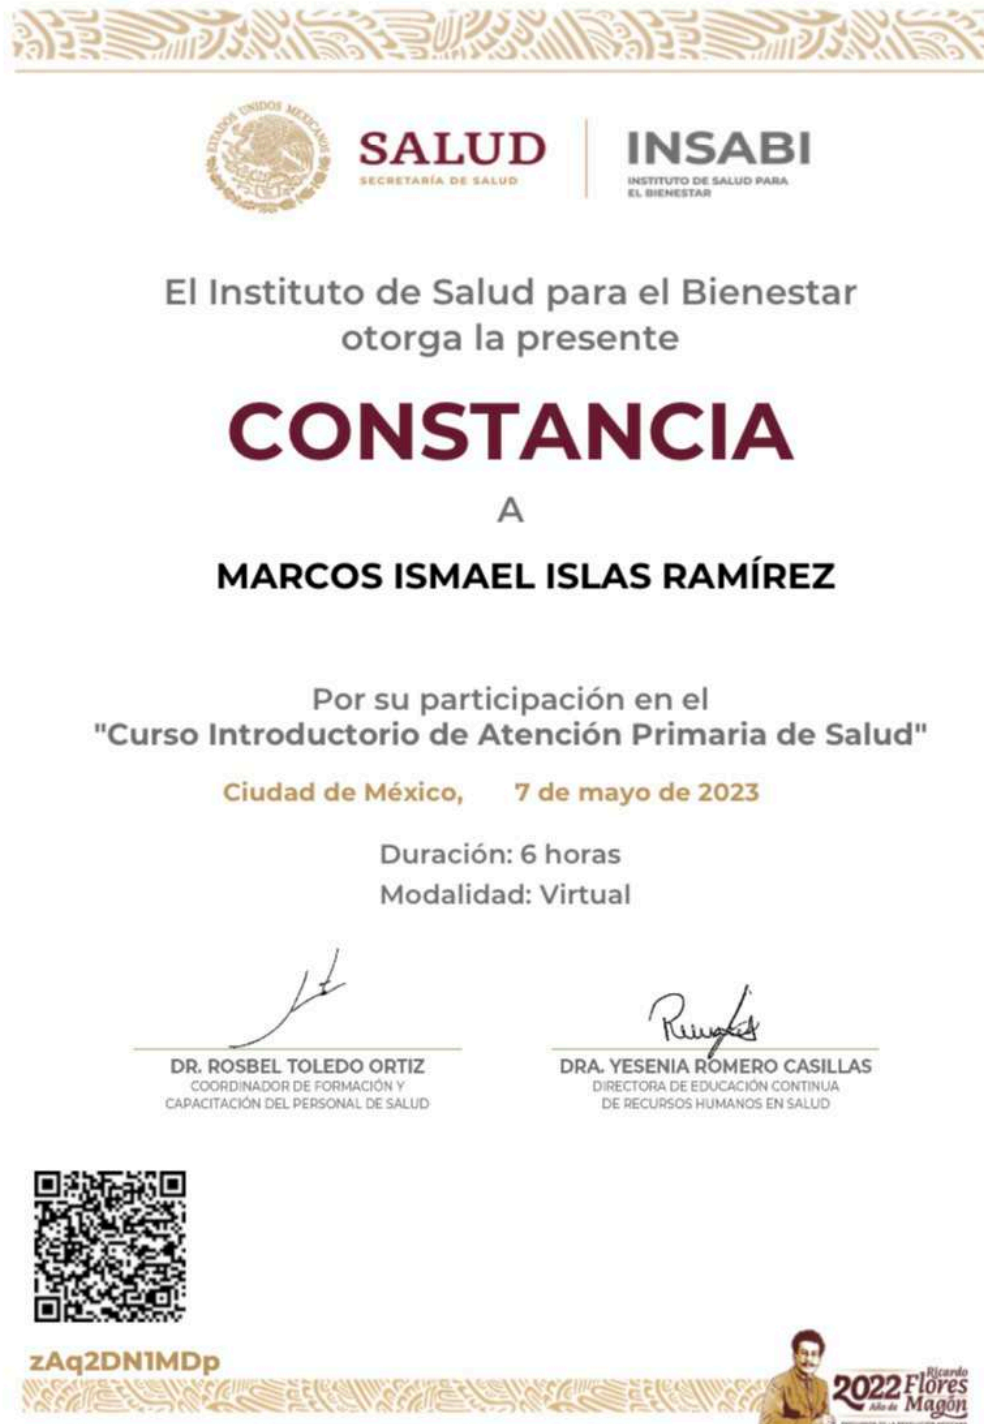 ESTADOS UNIDOS MEXICANOS
SALUD
SECRETARÍA DE SALUD
INSABI
INSTITUTO DE SALUD PARA
EL BIENESTAR
El Instituto de Salud para el Bienestar
otorga la presente
CONSTANCIA
A
MARCOS ISMAEL ISLAS RAMÍREZ
Por su participación en el
"Curso Introductorio de Atención Primaria de Salud"
Ciudad de México, 7 de mayo de 2023
Duración: 6 horas
Modalidad: Virtual
DR. ROSBEL TOLEDO ORTIZ
COORDINADOR DE FORMACIÓN Y
CAPACITACIÓN DEL PERSONAL DE SALUD
DRA. YESENIA ROMERO CASILLAS
DIRECTORA DE EDUCACIÓN CONTINUA
DE RECURSOS HUMANOS EN SALUD
zAq2DN1MDp
2022 Ricardo
Flores
Año de Magón